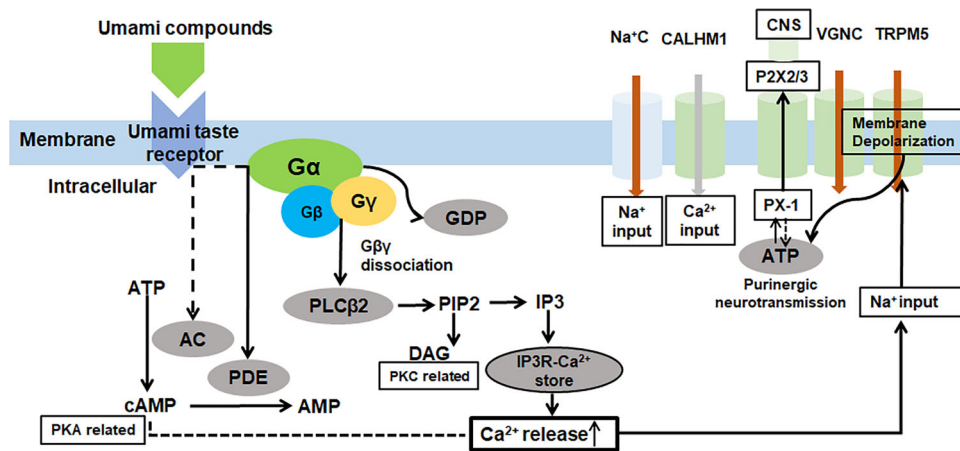 Umami compounds
CNS
Na⁺C
CALHM1
VGNC
TRPM5
P2X2/3
Membrane
Umami taste
receptor
Membrane
Depolarization
Intracellular
Gα
Gβ
Gγ
GDP
Gβγ
dissociation
Na⁺
input
Ca²⁺
input
PX-1
ATP
Purinergic
neurotransmission
ATP
PLCβ2
PIP2
IP3
Na⁺ input
AC
DAG
PKC related
IP3R-Ca²⁺
store
PDE
cAMP
AMP
PKA related
Ca²⁺ release↑